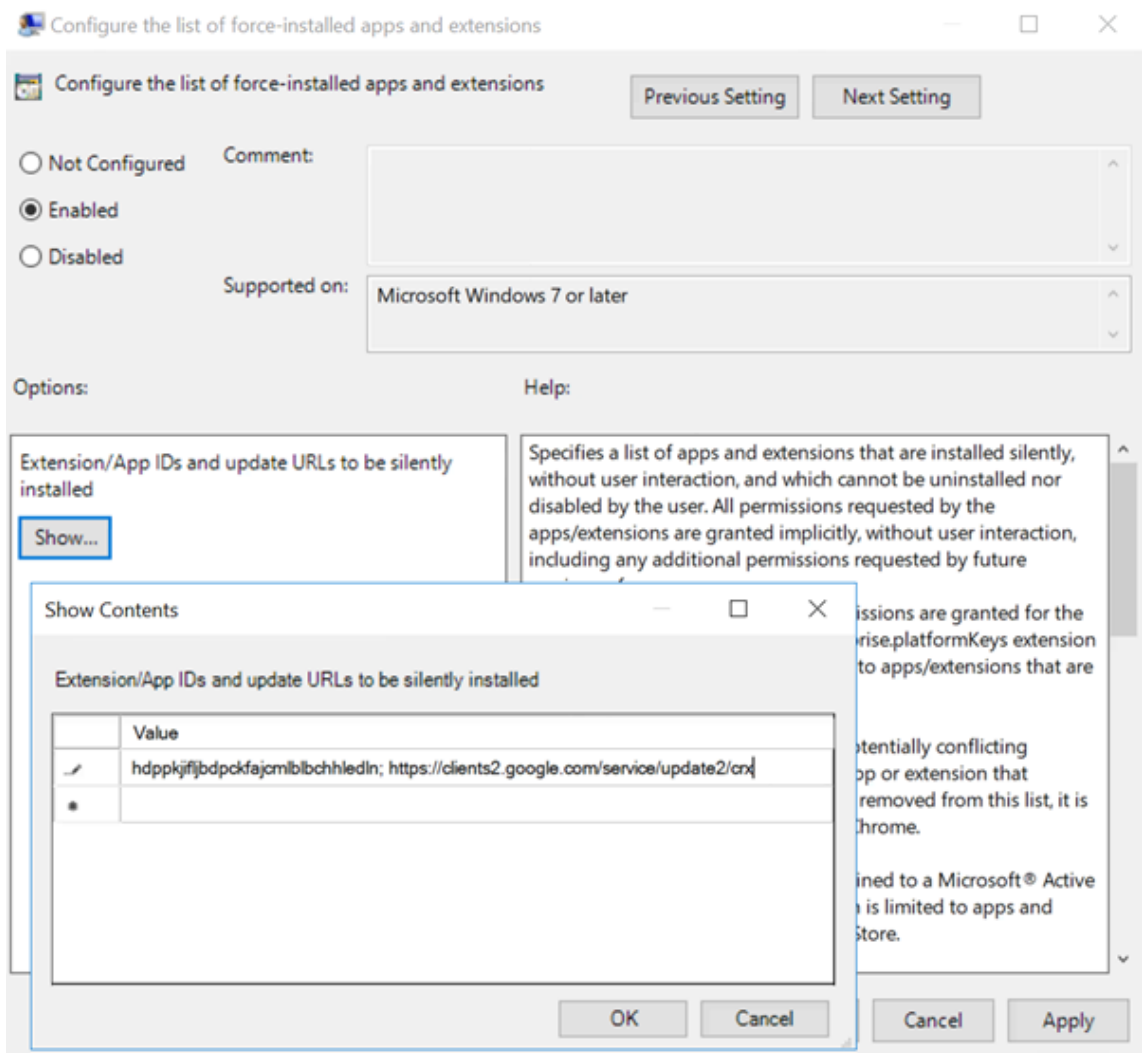 Configure the list of force-installed apps and extensions
Configure the list of force-installed apps and extensions
Previous Setting
Next Setting
Not Configured
Enabled
Disabled
Comment:
Supported on:
Microsoft Windows 7 or later
Options:
Help:
Extension/App IDs and update URLs to be silently
installed
Show...
Specifies a list of apps and extensions that are installed silently,
without user interaction, and which cannot be uninstalled nor
disabled by the user. All permissions requested by the
apps/extensions are granted implicitly, without user interaction,
including any additional permissions requested by future
issions are granted for the
rise.platformKeys extension
to apps/extensions that are
tentially conflicting
pp or extension that
removed from this list, it is
Chrome.
ined to a Microsoft® Active
is limited to apps and
Store.
Show Contents
Extension/App IDs and update URLs to be silently installed
Value
hdppkjifljbdpckfajcmlblbchhledln; https://clients2.google.com/service/update2/crx
OK
Cancel
Cancel
Apply